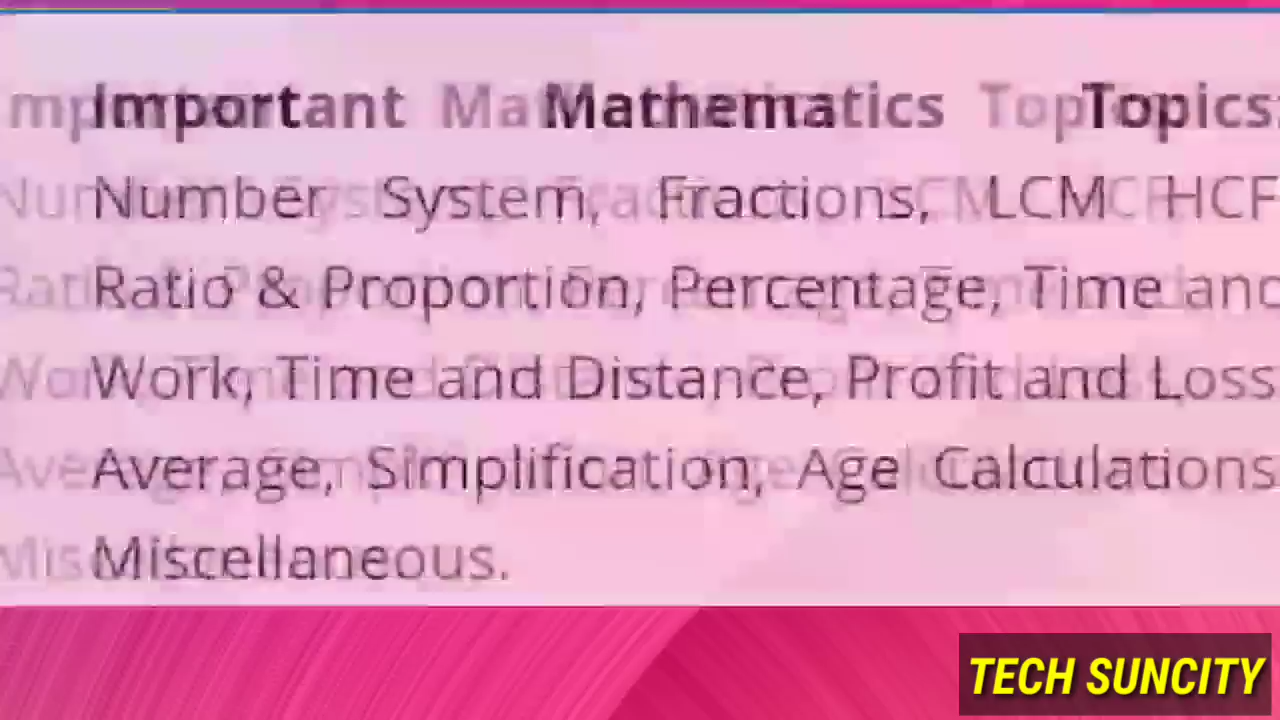 Important Mathematics Topics
Number System, Fractions, LCM HCF
Ratio & Proportion, Percentage, Time and
Work, Time and Distance, Profit and Loss
Average, Simplification, Age Calculations
Miscellaneous.
TECH SUNCITY